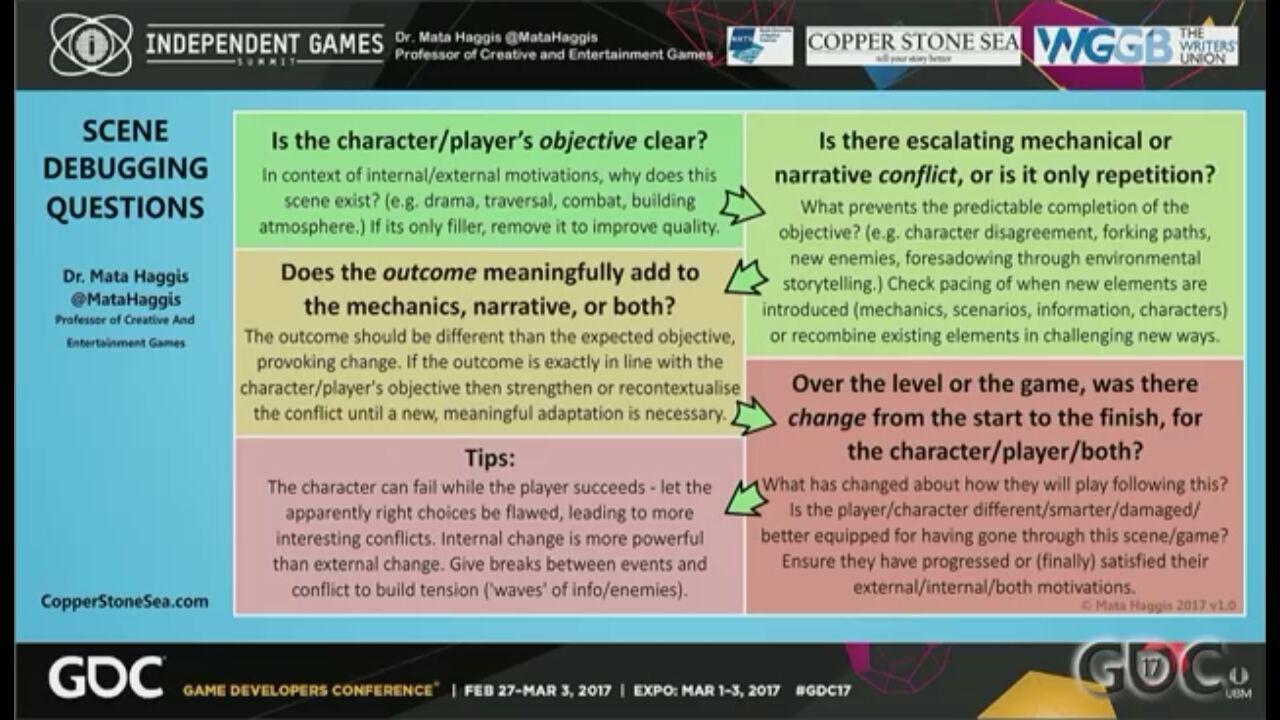 INDEPENDENT GAMES
SUMMIT
Dr. Mata Haggis @MataHaggis
Professor of Creative and Entertainment Games
COPPER STONE SEA
tell your story better
WGGB
THE
WRITERS'
UNION
SCENE
DEBUGGING
QUESTIONS
Dr. Mata Haggis
@MataHaggis
Professor of Creative And
Entertainment Games
CopperStoneSea.com
Is the character/player's objective clear?
In context of internal/external motivations, why does this
scene exist? (e.g. drama, traversal, combat, building
atmosphere.) If its only filler, remove it to improve quality.
Is there escalating mechanical or
narrative conflict, or is it only repetition?
What prevents the predictable completion of the
objective? (e.g. character disagreement, forking paths,
new enemies, foresadowing through environmental
storytelling.) Check pacing of when new elements are
introduced (mechanics, scenarios, information, characters)
or recombine existing elements in challenging new ways.
Does the outcome meaningfully add to
the mechanics, narrative, or both?
The outcome should be different than the expected objective,
provoking change. If the outcome is exactly in line with the
character/player's objective then strengthen or recontextualise
the conflict until a new, meaningful adaptation is necessary.
Over the level or the game, was there
change from the start to the finish, for
the character/player/both?
What has changed about how they will play following this?
Is the player/character different/smarter/damaged/
better equipped for having gone through this scene/game?
Ensure they have progressed or (finally) satisfied their
external/internal/both motivations.
© Mata Haggis 2017 v1.0
Tips:
The character can fail while the player succeeds - let the
apparently right choices be flawed, leading to more
interesting conflicts. Internal change is more powerful
than external change. Give breaks between events and
conflict to build tension ('waves' of info/enemies).
GDC
GAME DEVELOPERS CONFERENCE® | FEB 27-MAR 3, 2017 | EXPO: MAR 1-3, 2017 #GDC17
GDC
17
UBM